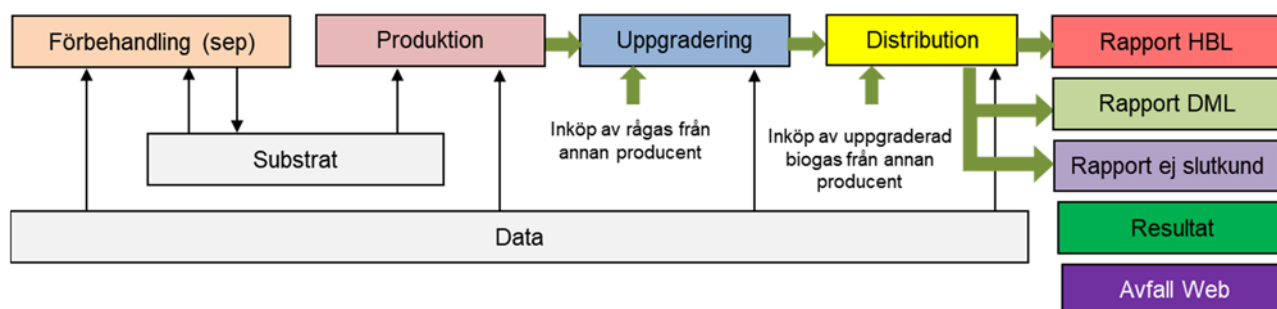 Förbehandling (sep)
Produktion
Uppgradering
Distribution
Rapport HBL
Rapport DML
Inköp av rågas från
annan producent
Inköp av uppgraderad
biogas från annan
producent
Substrat
Rapport ej slutkund
Data
Resultat
Avfall Web